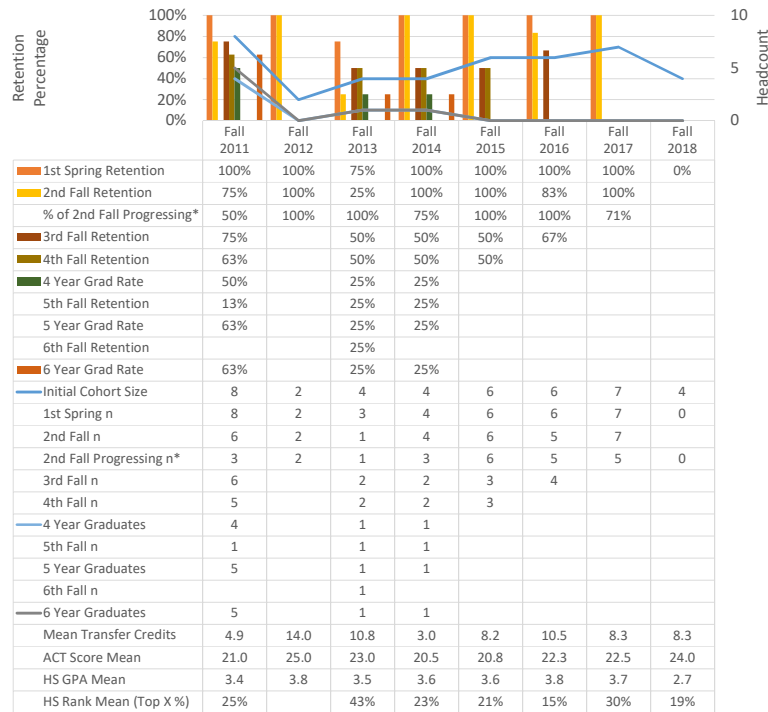 Retention
Percentage
100%
80%
60%
40%
20%
0%
10
5
0
Headcount
Fall 2011 Fall 2012 Fall 2013 Fall 2014 Fall 2015 Fall 2016 Fall 2017 Fall 2018
1st Spring Retention 100% 100% 75% 100% 100% 100% 100% 0%
2nd Fall Retention 75% 100% 25% 100% 100% 83% 100%
% of 2nd Fall Progressing* 50% 100% 100% 75% 100% 100% 71%
3rd Fall Retention 75% 50% 50% 50% 67%
4th Fall Retention 63% 50% 50% 50%
4 Year Grad Rate 50% 25% 25%
5th Fall Retention 13% 25% 25%
5 Year Grad Rate 63% 25% 25%
6th Fall Retention 25%
6 Year Grad Rate 63% 25% 25%
Initial Cohort Size 8 2 4 4 6 6 7 4
1st Spring n 8 2 3 4 6 6 7 0
2nd Fall n 6 2 1 4 6 5 7
2nd Fall Progressing n* 3 2 1 3 6 5 5 0
3rd Fall n 6 2 2 3 4
4th Fall n 5 2 2 3
4 Year Graduates 4 1 1
5th Fall n 1 1 1
5 Year Graduates 5 1 1
6th Fall n 1
6 Year Graduates 5 1 1
Mean Transfer Credits 4.9 14.0 10.8 3.0 8.2 10.5 8.3 8.3
ACT Score Mean 21.0 25.0 23.0 20.5 20.8 22.3 22.5 24.0
HS GPA Mean 3.4 3.8 3.5 3.6 3.6 3.8 3.7 2.7
HS Rank Mean (Top X %) 25% 43% 23% 21% 15% 30% 19%